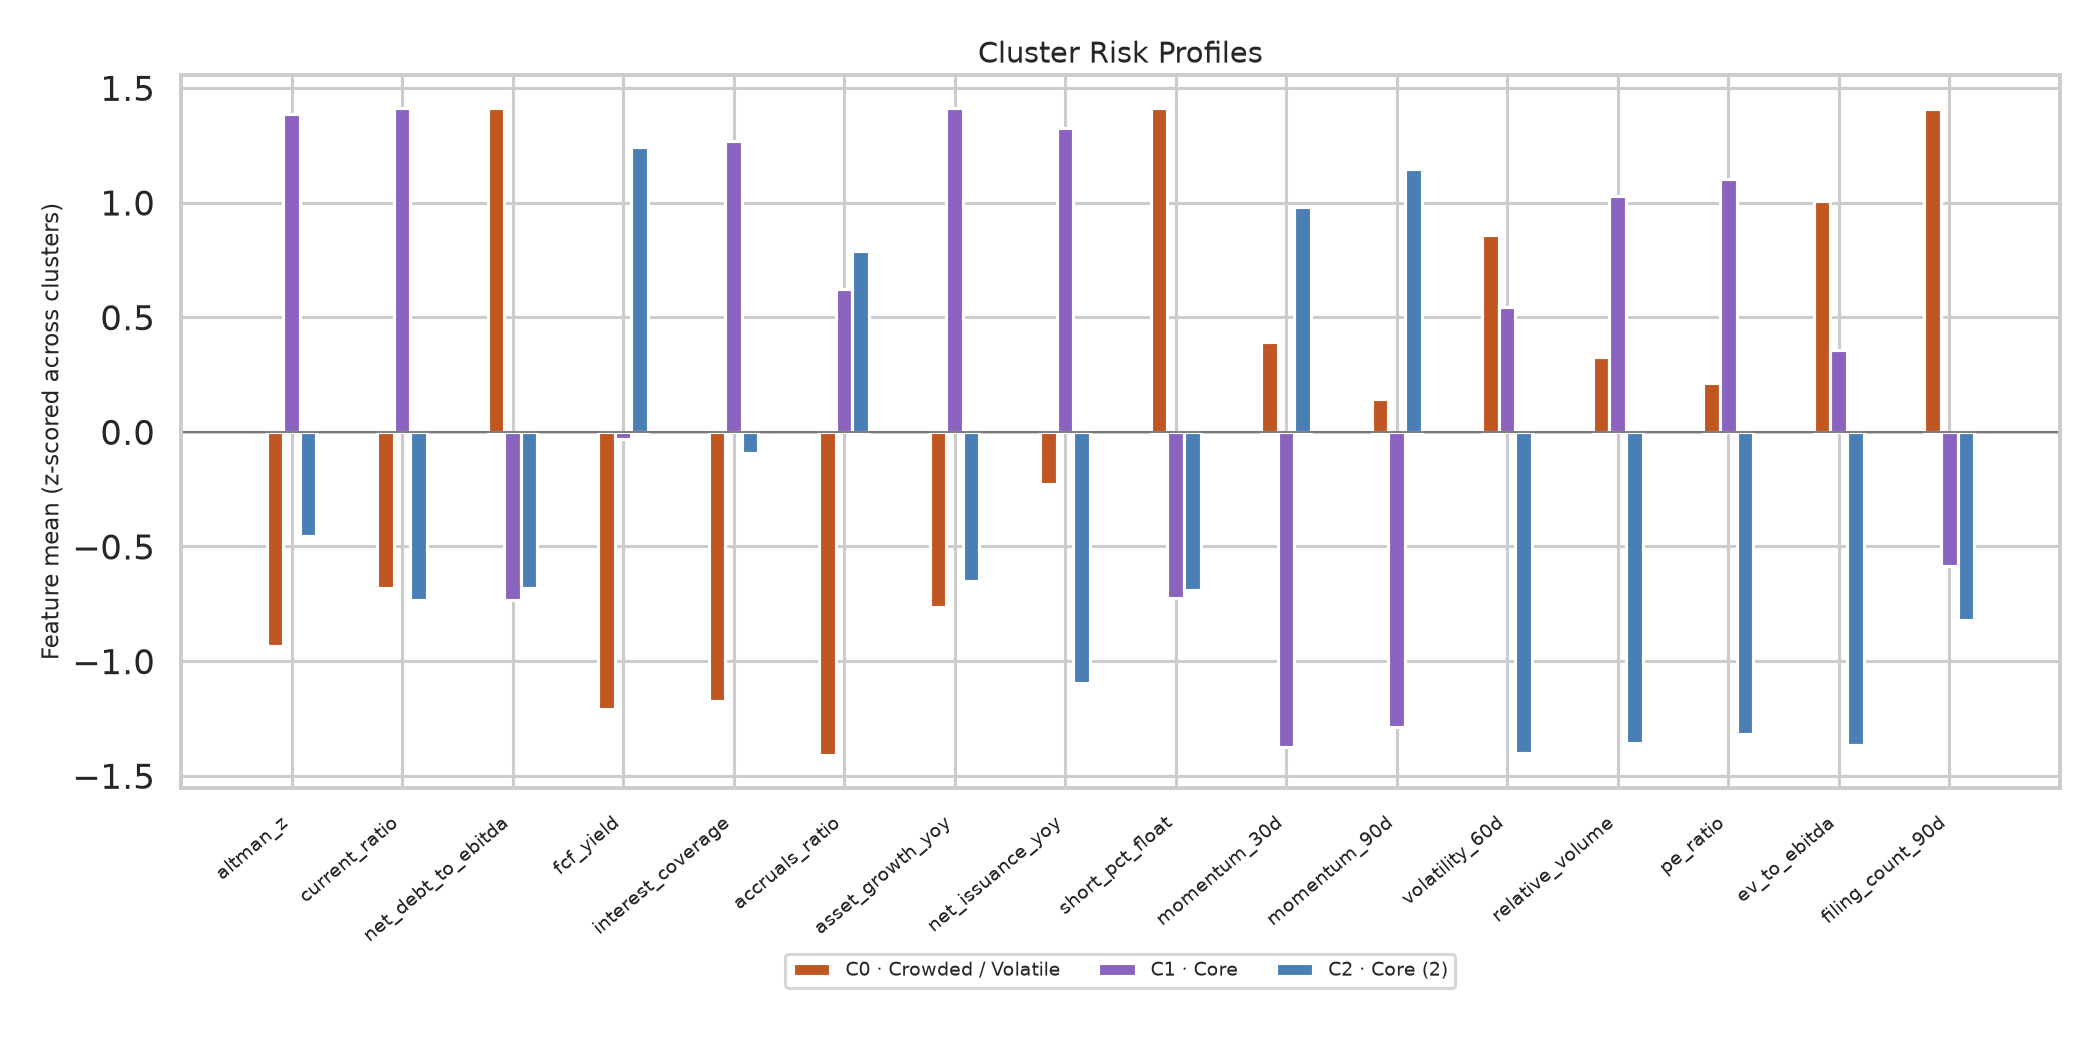 Cluster Risk Profiles
Feature mean (z-scored across clusters)
1.5
1.0
0.5
0.0
−0.5
−1.0
−1.5
altman_z
current_ratio
net_debt_to_ebitda
fcf_yield
interest_coverage
accruals_ratio
asset_growth_yoy
net_issuance_yoy
short_pct_float
momentum_30d
momentum_90d
volatility_60d
relative_volume
pe_ratio
ev_to_ebitda
filing_count_90d
C0 · Crowded / Volatile
C1 · Core
C2 · Core (2)